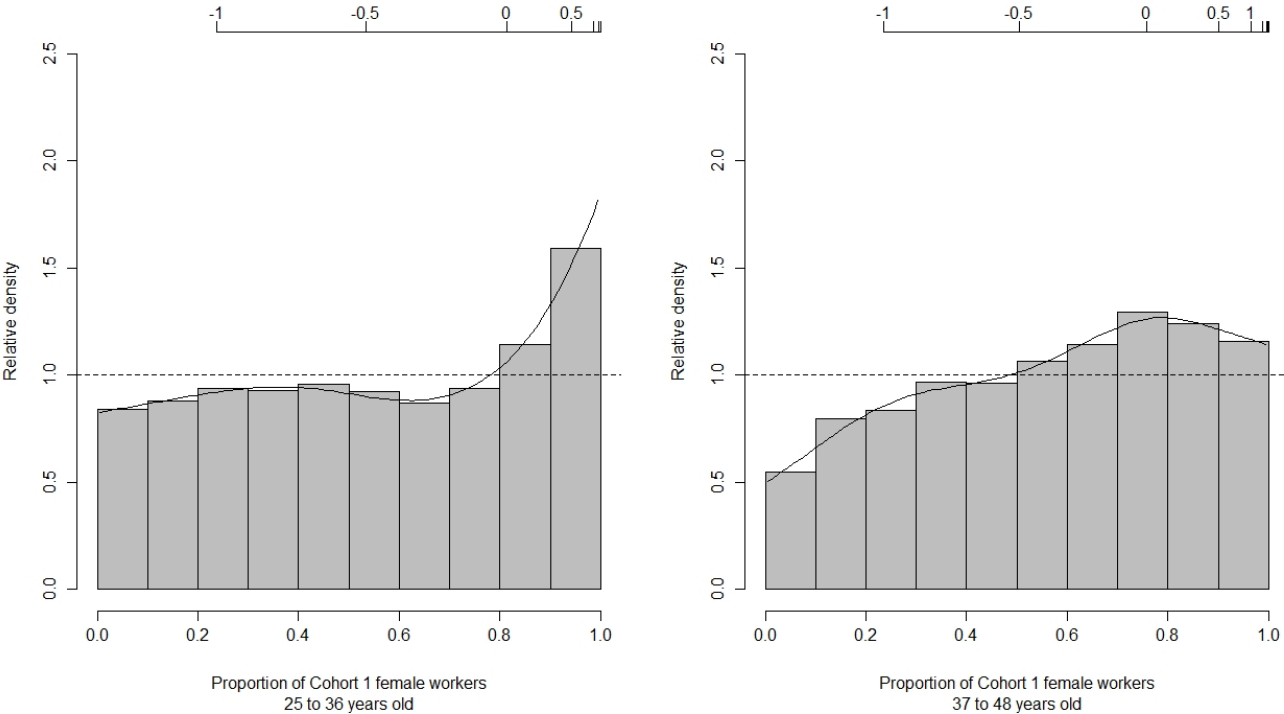 -1 -0.5 0 0.5
2.5
2.0
1.5
1.0
0.5
0.0
Relative density
0.0 0.2 0.4 0.6 0.8 1.0
Proportion of Cohort 1 female workers
25 to 36 years old
-1 -0.5 0 0.5 1
2.5
2.0
1.5
1.0
0.5
0.0
Relative density
0.0 0.2 0.4 0.6 0.8 1.0
Proportion of Cohort 1 female workers
37 to 48 years old